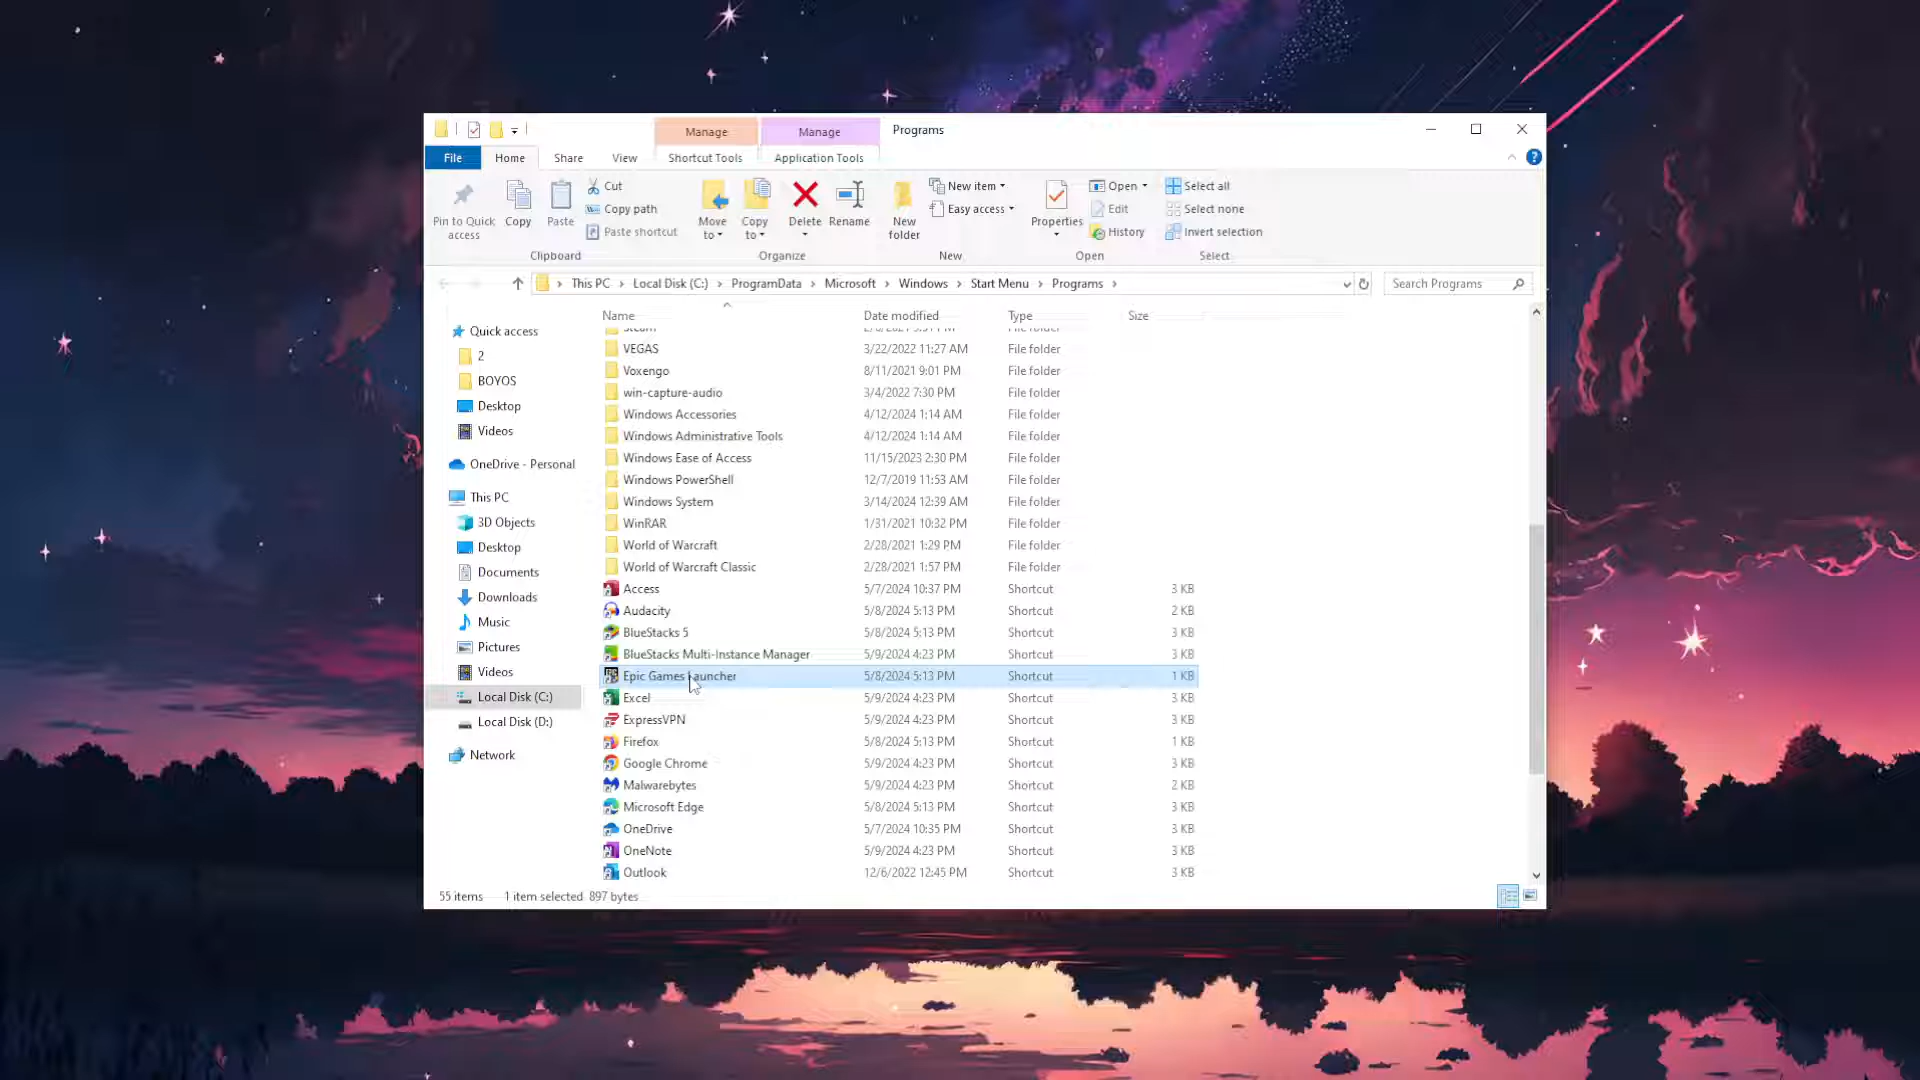 Manage
Manage
Programs
File
Home
Share
View
Shortcut Tools
Application Tools
Pin to Quick access
Copy
Paste
Cut
Copy path
Paste shortcut
Clipboard
Move to
Copy to
Delete
Rename
Organize
New folder
New item
Easy access
New
Properties
Open
Edit
History
Open
Select all
Select none
Invert selection
Select
This PC > Local Disk (C:) > ProgramData > Microsoft > Windows > Start Menu > Programs >
Search Programs
Quick access
2
BOYOS
Desktop
Videos
OneDrive - Personal
This PC
3D Objects
Desktop
Documents
Downloads
Music
Pictures
Videos
Local Disk (C:)
Local Disk (D:)
Network
Name Date modified Type Size
VEGAS 3/22/2022 11:27 AM File folder
Voxengo 8/11/2021 9:01 PM File folder
win-capture-audio 3/4/2022 7:30 PM File folder
Windows Accessories 4/12/2024 1:14 AM File folder
Windows Administrative Tools 4/12/2024 1:14 AM File folder
Windows Ease of Access 11/15/2023 2:30 PM File folder
Windows PowerShell 12/7/2019 11:53 AM File folder
Windows System 3/14/2024 12:39 AM File folder
WinRAR 1/31/2021 10:32 PM File folder
World of Warcraft 2/28/2021 1:29 PM File folder
World of Warcraft Classic 2/28/2021 1:57 PM File folder
Access 5/7/2024 10:37 PM Shortcut 3 KB
Audacity 5/8/2024 5:13 PM Shortcut 2 KB
BlueStacks 5 5/8/2024 5:13 PM Shortcut 3 KB
BlueStacks Multi-Instance Manager 5/9/2024 4:23 PM Shortcut 3 KB
Epic Games Launcher 5/8/2024 5:13 PM Shortcut 1 KB
Excel 5/9/2024 4:23 PM Shortcut 3 KB
ExpressVPN 5/9/2024 4:23 PM Shortcut 3 KB
Firefox 5/8/2024 5:13 PM Shortcut 1 KB
Google Chrome 5/9/2024 4:23 PM Shortcut 3 KB
Malwarebytes 5/9/2024 4:23 PM Shortcut 2 KB
Microsoft Edge 5/8/2024 5:13 PM Shortcut 3 KB
OneDrive 5/7/2024 10:35 PM Shortcut 3 KB
OneNote 5/9/2024 4:23 PM Shortcut 3 KB
Outlook 12/6/2022 12:45 PM Shortcut 3 KB
55 items 1 item selected 897 bytes